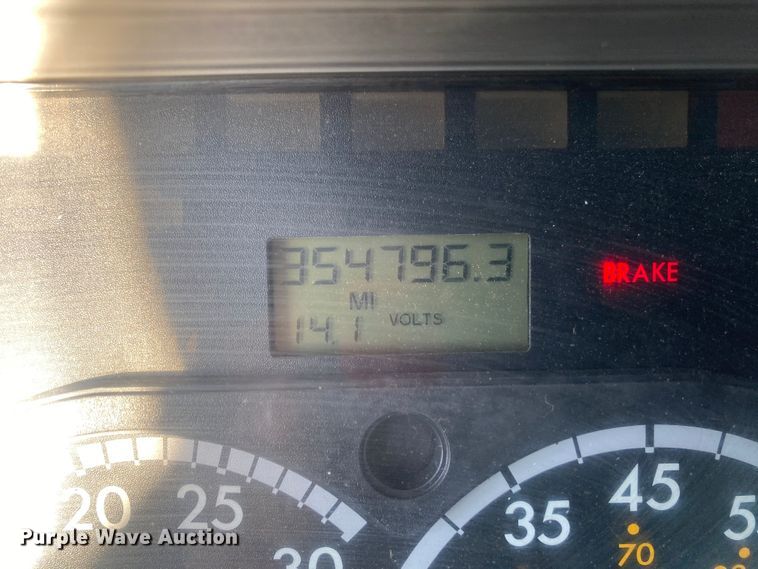 354796.3
BRAKE
MI
14.1 VOLTS
20 25 30
35 45
70
Purple Wave Auction